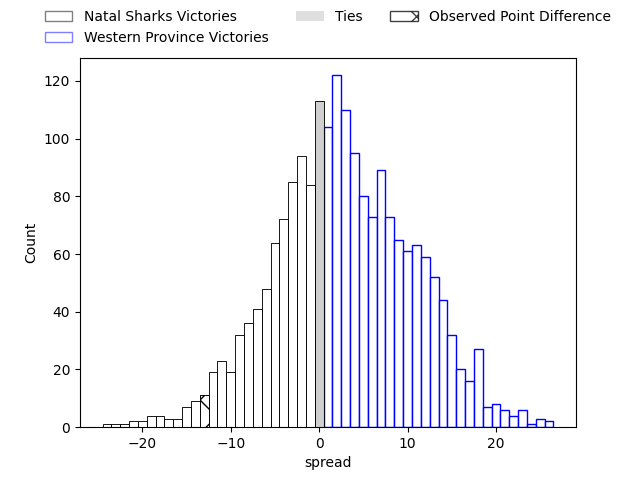 Natal Sharks Victories
Ties
Observed Point Difference
Western Province Victories
120
100
80
60
40
20
0
Count
−20
−10
0
10
20
spread